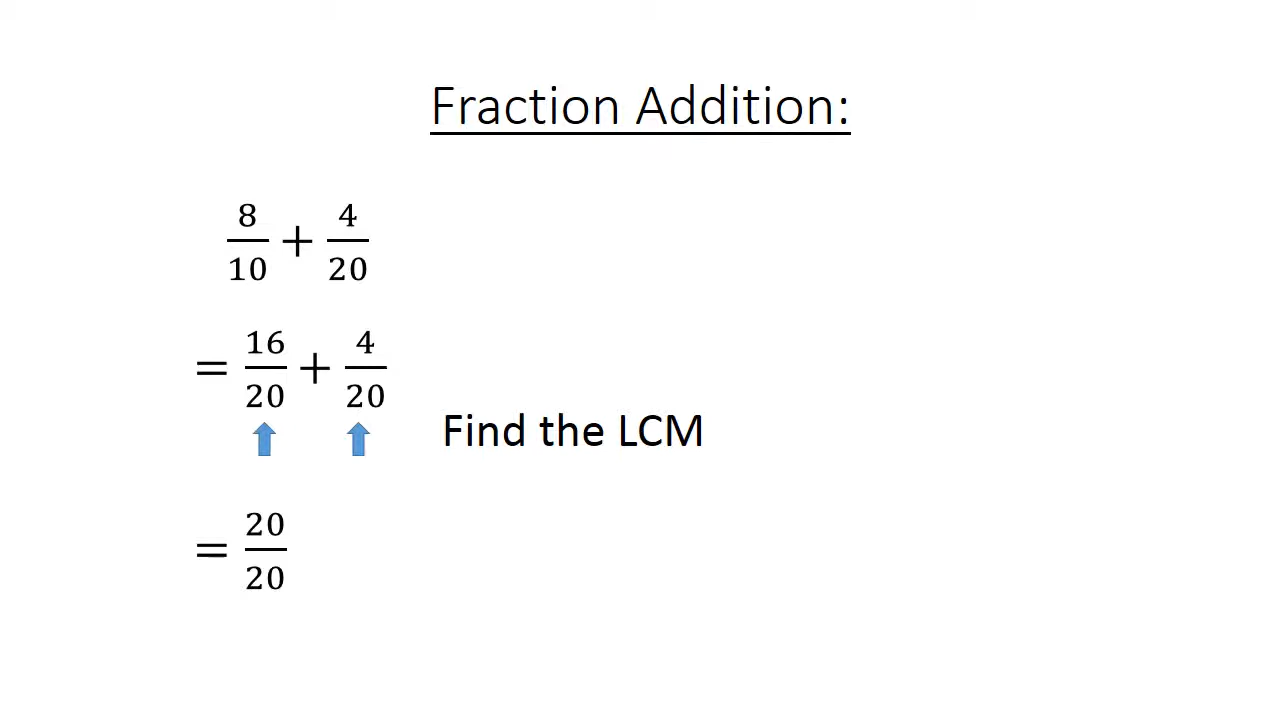 Fraction Addition:
8/10 + 4/20
= 16/20 + 4/20
Find the LCM
= 20/20